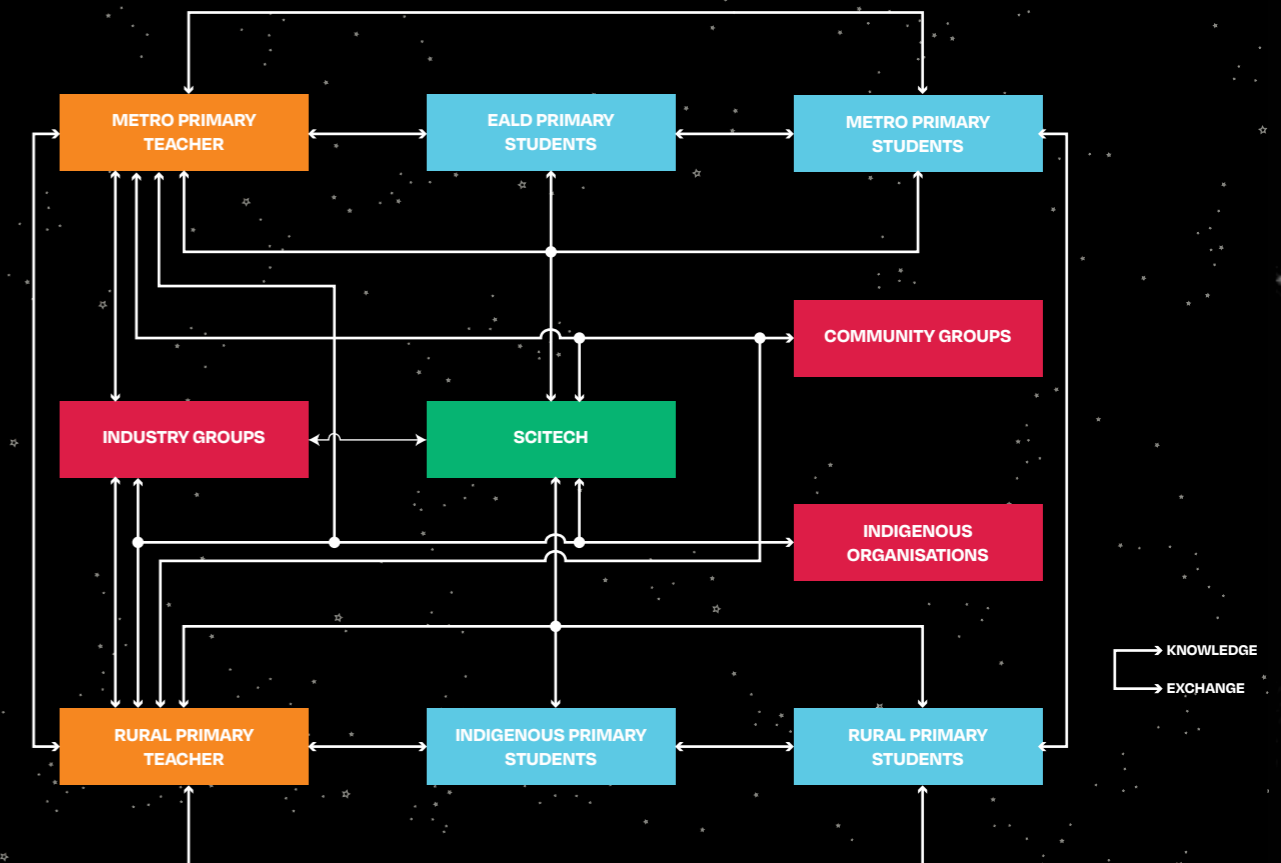 METRO PRIMARY
TEACHER
EALD PRIMARY
STUDENTS
METRO PRIMARY
STUDENTS
COMMUNITY GROUPS
INDUSTRY GROUPS
SCITECH
INDIGENOUS
ORGANISATIONS
KNOWLEDGE
EXCHANGE
RURAL PRIMARY
TEACHER
INDIGENOUS PRIMARY
STUDENTS
RURAL PRIMARY
STUDENTS